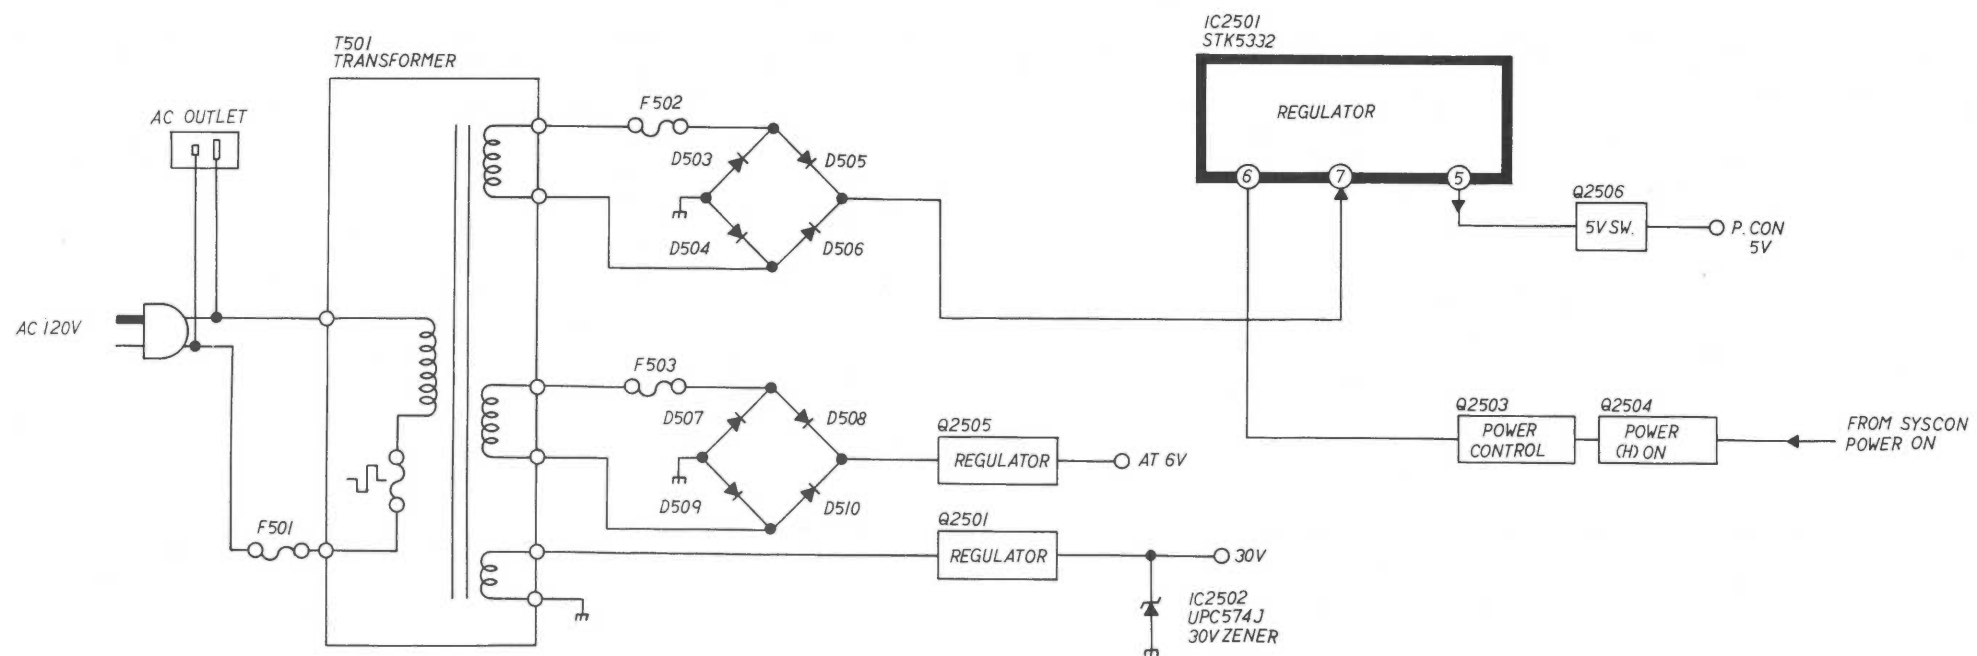 T501
TRANSFORMER
AC OUTLET
AC 120V
F501
F502
D503
D505
D504
D506
F503
D507
D508
D509
D510
IC2501
STK5332
REGULATOR
6
7
5
Q2506
5V SW.
P.CON
5V
Q2503
POWER
CONTROL
Q2504
POWER
(H) ON
FROM SYSCON
POWER ON
Q2505
REGULATOR
AT 6V
Q2501
REGULATOR
30V
IC2502
UPC574J
30V ZENER